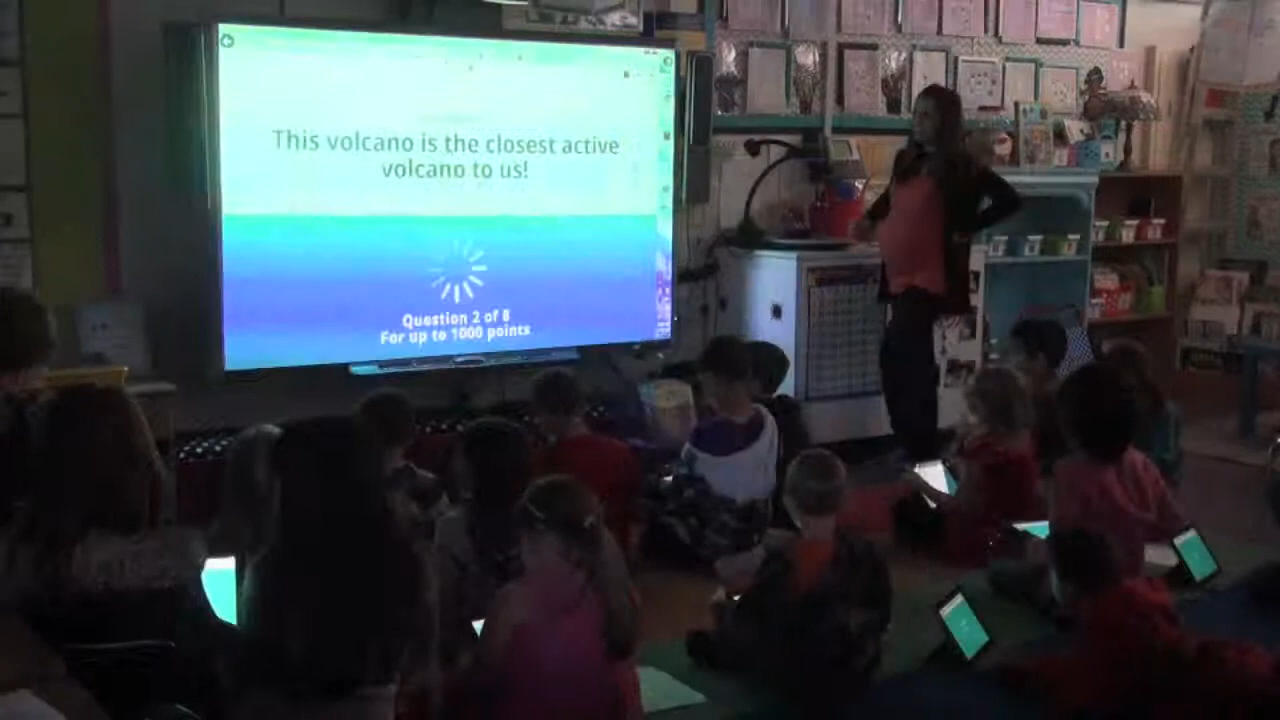 This volcano is the closest active
volcano to us!
Question 2 of 8
For up to 1000 points